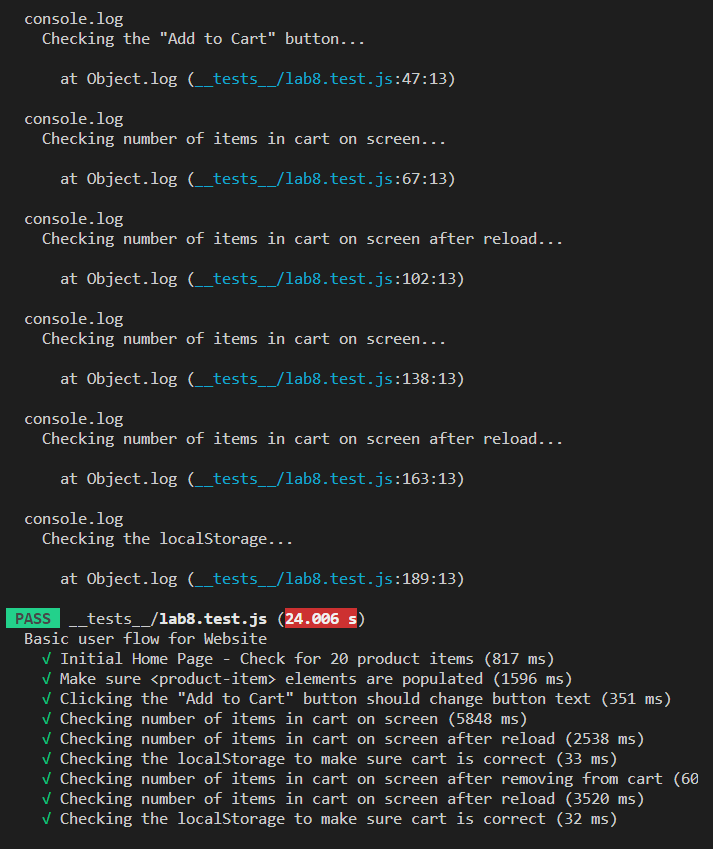 console.log
Checking the "Add to Cart" button...
at Object.log (__tests__/lab8.test.js:47:13)
console.log
Checking number of items in cart on screen...
at Object.log (__tests__/lab8.test.js:67:13)
console.log
Checking number of items in cart on screen after reload...
at Object.log (__tests__/lab8.test.js:102:13)
console.log
Checking number of items in cart on screen...
at Object.log (__tests__/lab8.test.js:138:13)
console.log
Checking number of items in cart on screen after reload...
at Object.log (__tests__/lab8.test.js:163:13)
console.log
Checking the localStorage...
at Object.log (__tests__/lab8.test.js:189:13)
PASS __tests__/lab8.test.js (24.006 s)
Basic user flow for Website
√ Initial Home Page - Check for 20 product items (817 ms)
√ Make sure <product-item> elements are populated (1596 ms)
√ Clicking the "Add to Cart" button should change button text (351 ms)
√ Checking number of items in cart on screen (5848 ms)
√ Checking number of items in cart on screen after reload (2538 ms)
√ Checking the localStorage to make sure cart is correct (33 ms)
√ Checking number of items in cart on screen after removing from cart (60
√ Checking number of items in cart on screen after reload (3520 ms)
√ Checking the localStorage to make sure cart is correct (32 ms)